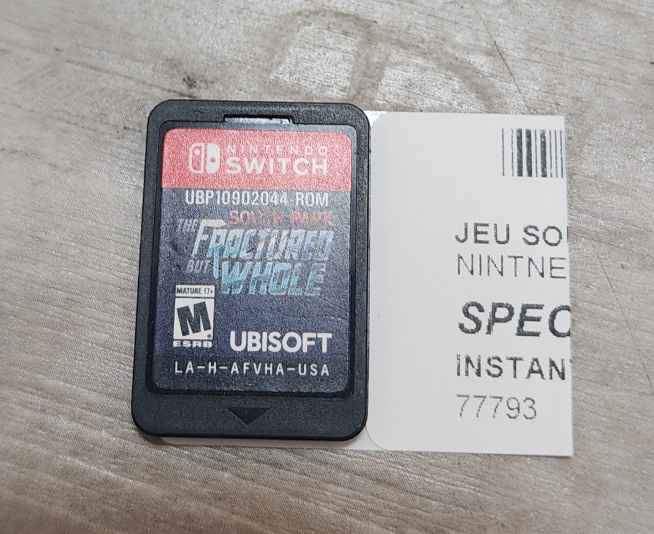 NINTENDO
SWITCH
UBP10902044-ROM
SOUTH PARK
THE
FRACTURED
BUT
WHOLE
MATURE 17+
M
ESRB
UBISOFT
LA-H-AFVHA-USA
JEU SO
NINTNE
SPEC
INSTAN
77793